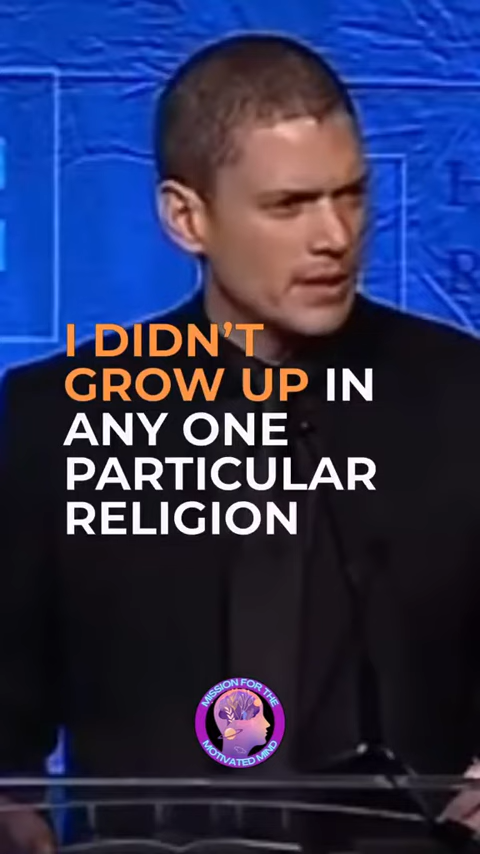 I DIDN'T
GROW UP IN
ANY ONE
PARTICULAR
RELIGION
MISSION FOR THE
MOTIVATED MIND